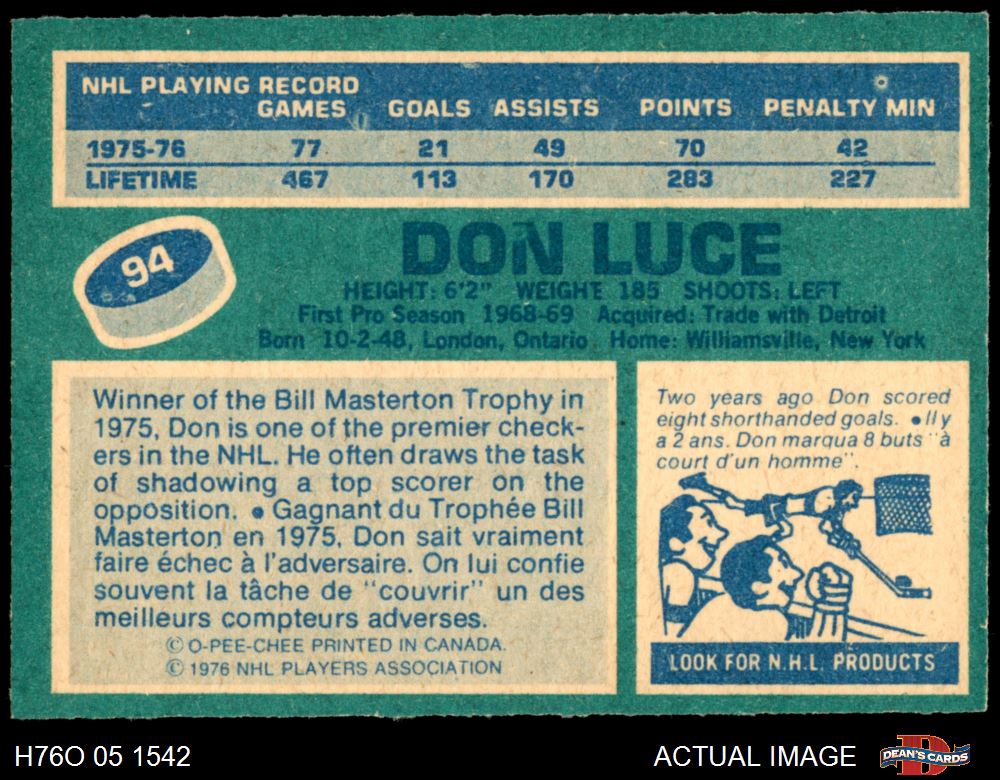 NHL PLAYING RECORD
GAMES GOALS ASSISTS POINTS PENALTY MIN
1975-76 77 21 49 70 42
LIFETIME 467 113 170 283 227
94
DON LUCE
HEIGHT: 6'2" WEIGHT 185 SHOOTS: LEFT
First Pro Season 1968-69 Acquired: Trade with Detroit
Born 10-2-48, London, Ontario Home: Williamsville, New York
Winner of the Bill Masterton Trophy in
1975, Don is one of the premier check-
ers in the NHL. He often draws the task
of shadowing a top scorer on the
opposition. ● Gagnant du Trophée Bill
Masterton en 1975, Don sait vraiment
faire échec à l'adversaire. On lui confie
souvent la tâche de "couvrir" un des
meilleurs compteurs adverses.
© O-PEE-CHEE PRINTED IN CANADA.
© 1976 NHL PLAYERS ASSOCIATION
Two years ago Don scored
eight shorthanded goals. ● Il y
a 2 ans. Don marqua 8 buts "à
court d'un homme".
LOOK FOR N.H.L. PRODUCTS
H76O 05 1542
ACTUAL IMAGE
DEAN'S CARDS